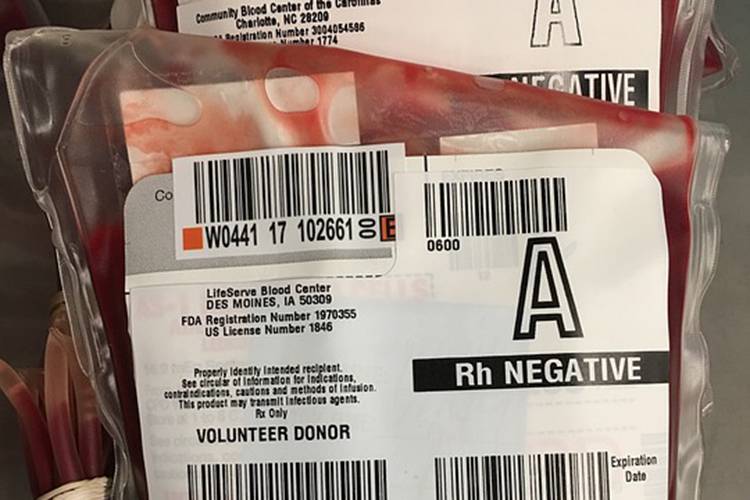 Community Blood Center of the Carolinas
Charlotte, NC 28209
Registration Number 3004054586
Number 1774
A
NEGATIVE
Co
W0441 17 102661 00 E
0600
A
Rh NEGATIVE
LifeServe Blood Center
DES MOINES, IA 50309
FDA Registration Number 1970355
US License Number 1846
Properly identify intended recipient.
See circular of information for indications,
contraindications, cautions and methods of infusion.
This product may transmit infectious agents.
Rx Only
VOLUNTEER DONOR
Expiration
Date